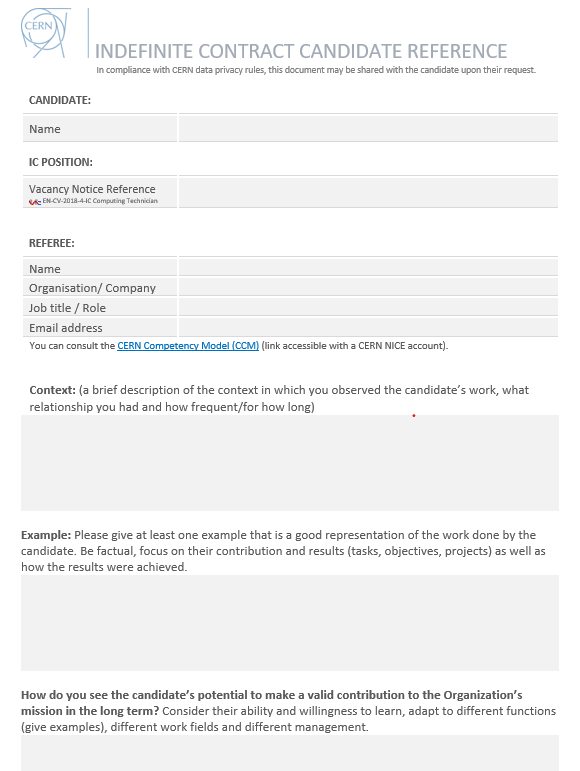 CERN
INDEFINITE CONTRACT CANDIDATE REFERENCE
In compliance with CERN data privacy rules, this document may be shared with the candidate upon their request.
CANDIDATE:
Name
IC POSITION:
Vacancy Notice Reference
EN-CV-2018-4-IC Computing Technician
REFEREE:
Name
Organisation/ Company
Job title / Role
Email address
You can consult the CERN Competency Model (CCM) (link accessible with a CERN NICE account).
Context: (a brief description of the context in which you observed the candidate's work, what
relationship you had and how frequent/for how long)
Example: Please give at least one example that is a good representation of the work done by the
candidate. Be factual, focus on their contribution and results (tasks, objectives, projects) as well as
how the results were achieved.
How do you see the candidate's potential to make a valid contribution to the Organization's
mission in the long term? Consider their ability and willingness to learn, adapt to different functions
(give examples), different work fields and different management.